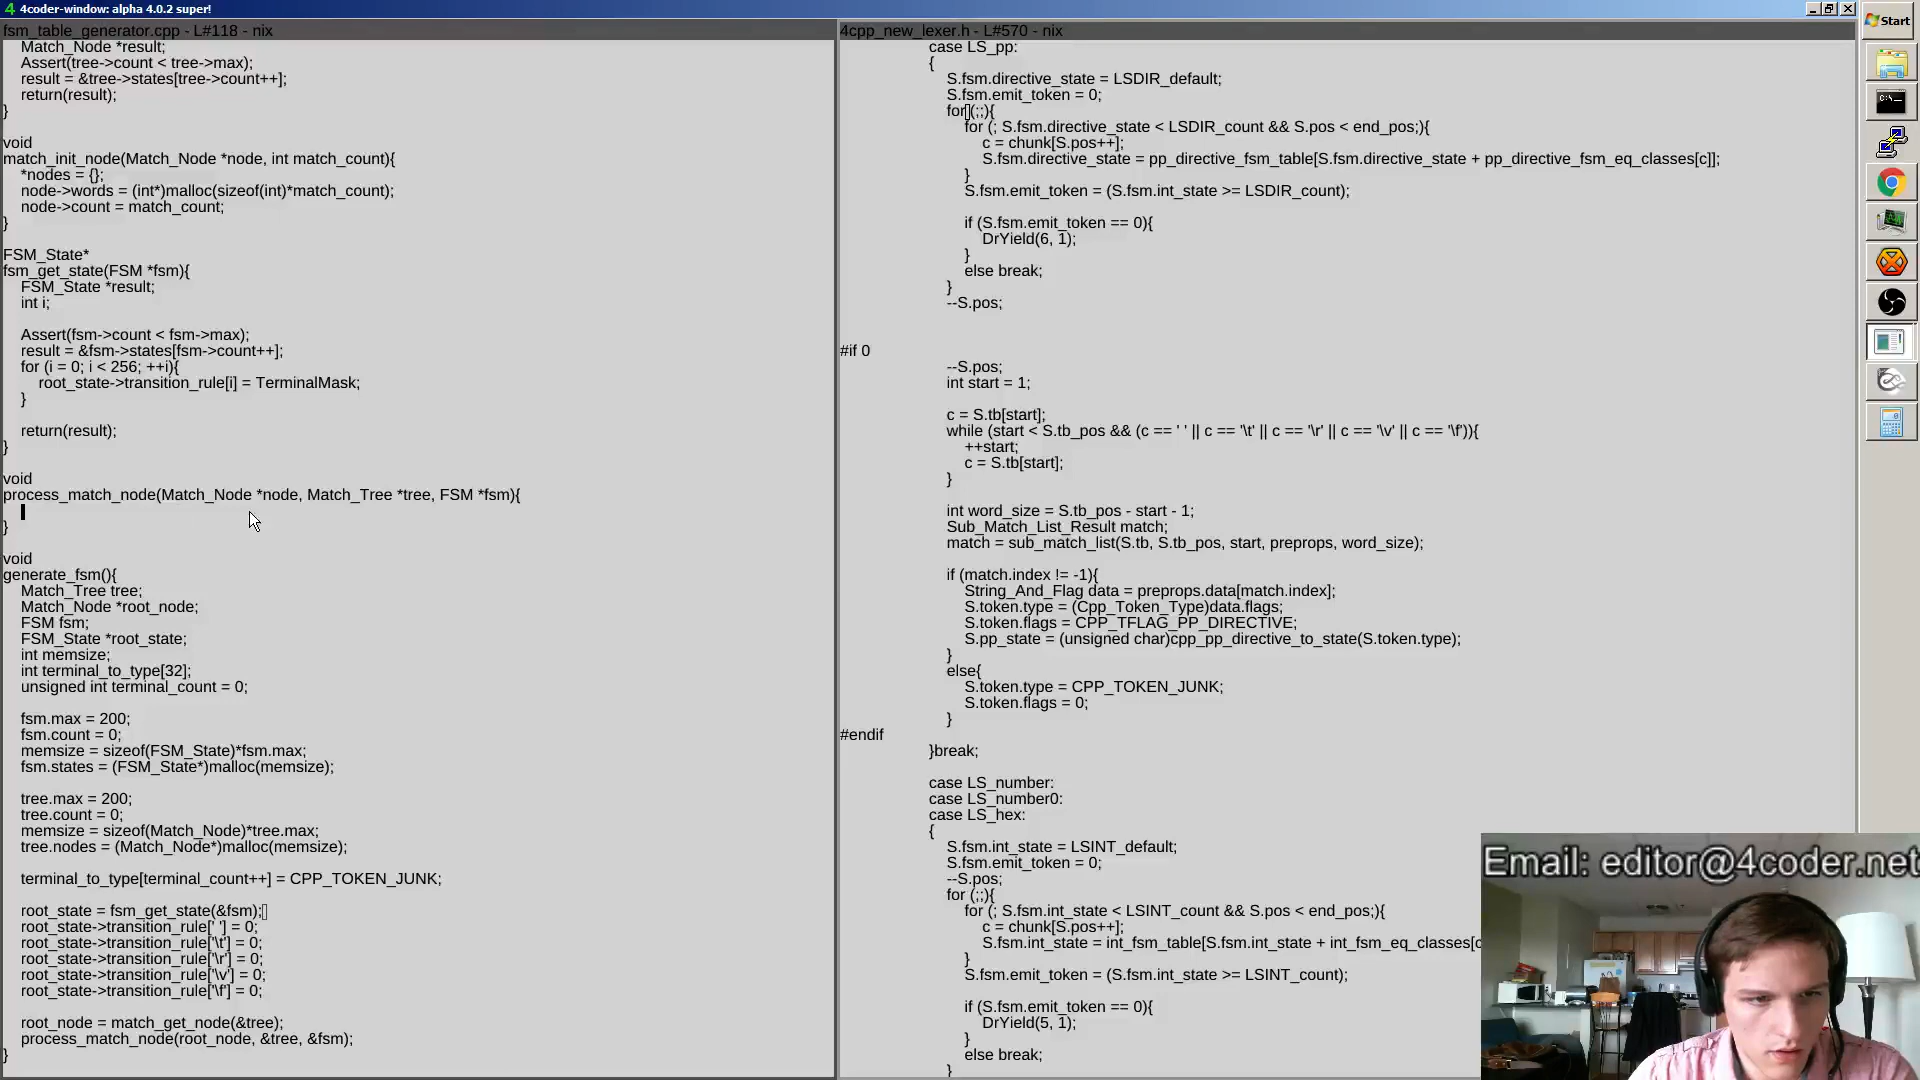 4coder-window: alpha 4.0.2 super!
fsm_table_generator.cpp - L#118 - nix
Match_Node *result;
Assert(tree->count < tree->max);
result = &tree->states[tree->count++];
return(result);
}
void
match_init_node(Match_Node *node, int match_count){
*nodes = {};
node->words = (int*)malloc(sizeof(int)*match_count);
node->count = match_count;
}
FSM_State*
fsm_get_state(FSM *fsm){
FSM_State *result;
int i;
Assert(fsm->count < fsm->max);
result = &fsm->states[fsm->count++];
for (i = 0; i < 256; ++i){
root_state->transition_rule[i] = TerminalMask;
}
return(result);
}
void
process_match_node(Match_Node *node, Match_Tree *tree, FSM *fsm){
}
void
generate_fsm(){
Match_Tree tree;
Match_Node *root_node;
FSM fsm;
FSM_State *root_state;
int memsize;
int terminal_to_type[32];
unsigned int terminal_count = 0;
fsm.max = 200;
fsm.count = 0;
memsize = sizeof(FSM_State)*fsm.max;
fsm.states = (FSM_State*)malloc(memsize);
tree.max = 200;
tree.count = 0;
memsize = sizeof(Match_Node)*tree.max;
tree.nodes = (Match_Node*)malloc(memsize);
terminal_to_type[terminal_count++] = CPP_TOKEN_JUNK;
root_state = fsm_get_state(&fsm);
root_state->transition_rule[' '] = 0;
root_state->transition_rule['\t'] = 0;
root_state->transition_rule['\r'] = 0;
root_state->transition_rule['\v'] = 0;
root_state->transition_rule['\f'] = 0;
root_node = match_get_node(&tree);
process_match_node(root_node, &tree, &fsm);
}
4cpp_new_lexer.h - L#570 - nix
case LS_pp:
{
S.fsm.directive_state = LSDIR_default;
S.fsm.emit_token = 0;
for (;;){
for (; S.fsm.directive_state < LSDIR_count && S.pos < end_pos;){
c = chunk[S.pos++];
S.fsm.directive_state = pp_directive_fsm_table[S.fsm.directive_state + pp_directive_fsm_eq_classes[c]];
}
S.fsm.emit_token = (S.fsm.int_state >= LSDIR_count);
if (S.fsm.emit_token == 0){
DrYield(6, 1);
}
else break;
}
--S.pos;
#if 0
--S.pos;
int start = 1;
c = S.tb[start];
while (start < S.tb_pos && (c == ' ' || c == '\t' || c == '\r' || c == '\v' || c == '\f')){
++start;
c = S.tb[start];
}
int word_size = S.tb_pos - start - 1;
Sub_Match_List_Result match;
match = sub_match_list(S.tb, S.tb_pos, start, preprops, word_size);
if (match.index != -1){
String_And_Flag data = preprops.data[match.index];
S.token.type = (Cpp_Token_Type)data.flags;
S.token.flags = CPP_TFLAG_PP_DIRECTIVE;
S.pp_state = (unsigned char)cpp_pp_directive_to_state(S.token.type);
}
else{
S.token.type = CPP_TOKEN_JUNK;
S.token.flags = 0;
}
#endif
}break;
case LS_number:
case LS_number0:
case LS_hex:
{
S.fsm.int_state = LSINT_default;
S.fsm.emit_token = 0;
--S.pos;
for (;;){
for (; S.fsm.int_state < LSINT_count && S.pos < end_pos;){
c = chunk[S.pos++];
S.fsm.int_state = int_fsm_table[S.fsm.int_state + int_fsm_eq_classes[c
}
S.fsm.emit_token = (S.fsm.int_state >= LSINT_count);
if (S.fsm.emit_token == 0){
DrYield(5, 1);
}
else break;
}
Start
Email: editor@4coder.net